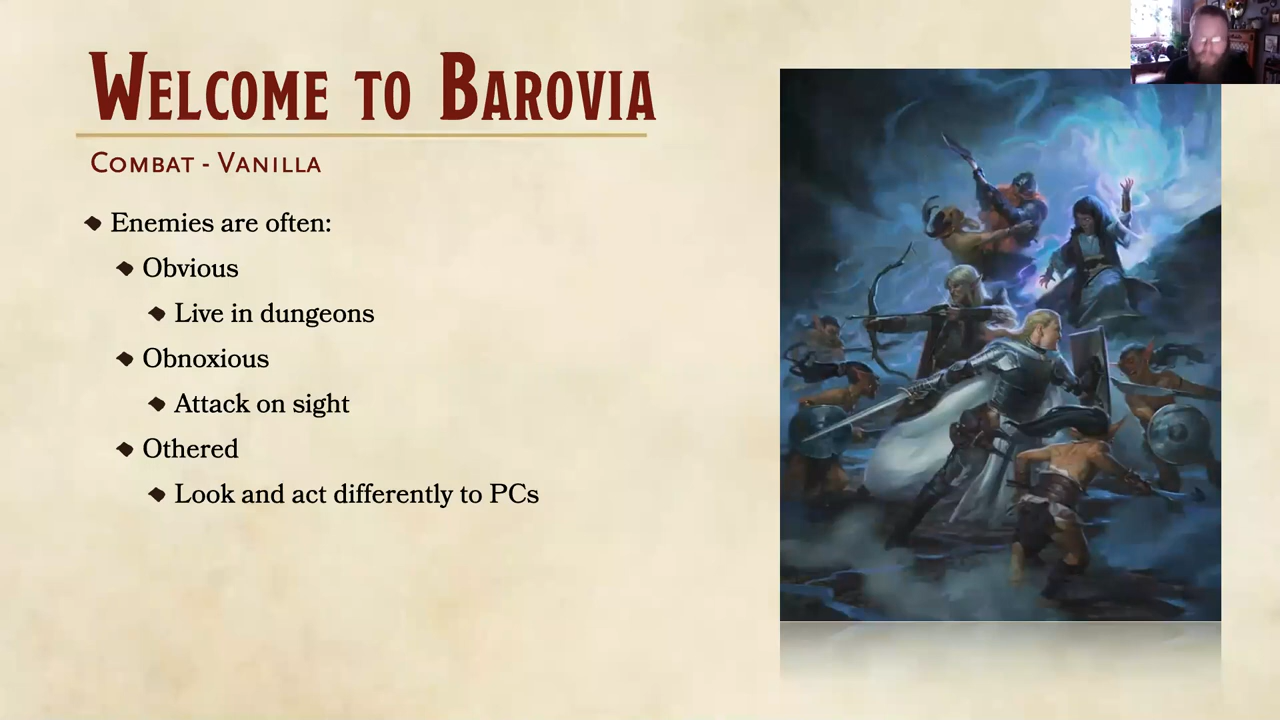 Welcome to Barovia
Combat - Vanilla
Enemies are often:
Obvious
Live in dungeons
Obnoxious
Attack on sight
Othered
Look and act differently to PCs